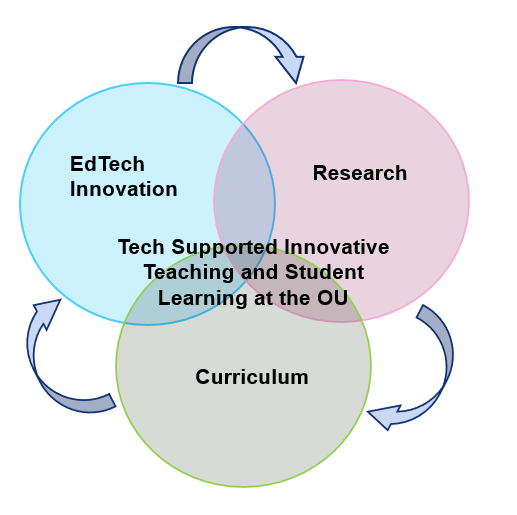 EdTech
Innovation
Research
Tech Supported Innovative
Teaching and Student
Learning at the OU
Curriculum